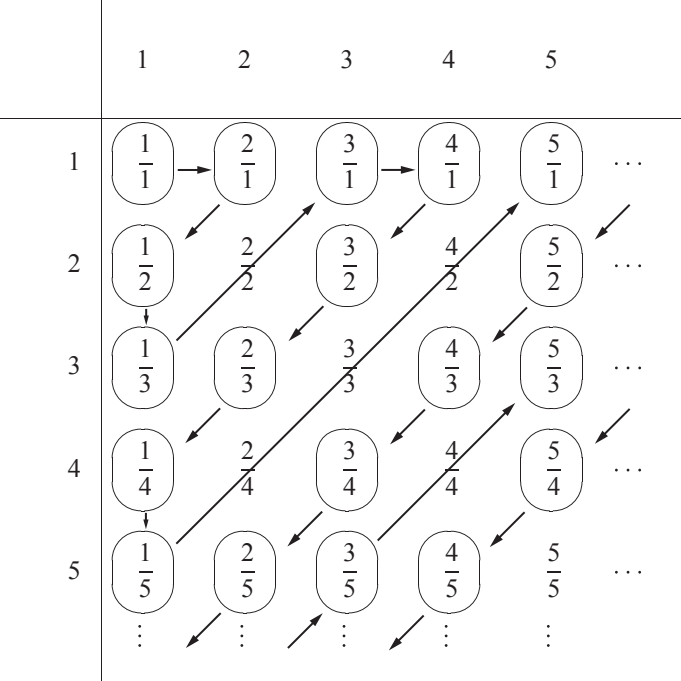 1 2 3 4 5
1 1/1 2/1 3/1 4/1 5/1 ···
2 1/2 2/2 3/2 4/2 5/2 ···
3 1/3 2/3 3/3 4/3 5/3 ···
4 1/4 2/4 3/4 4/4 5/4 ···
5 1/5 2/5 3/5 4/5 5/5 ···
⋮ ⋮ ⋮ ⋮ ⋮